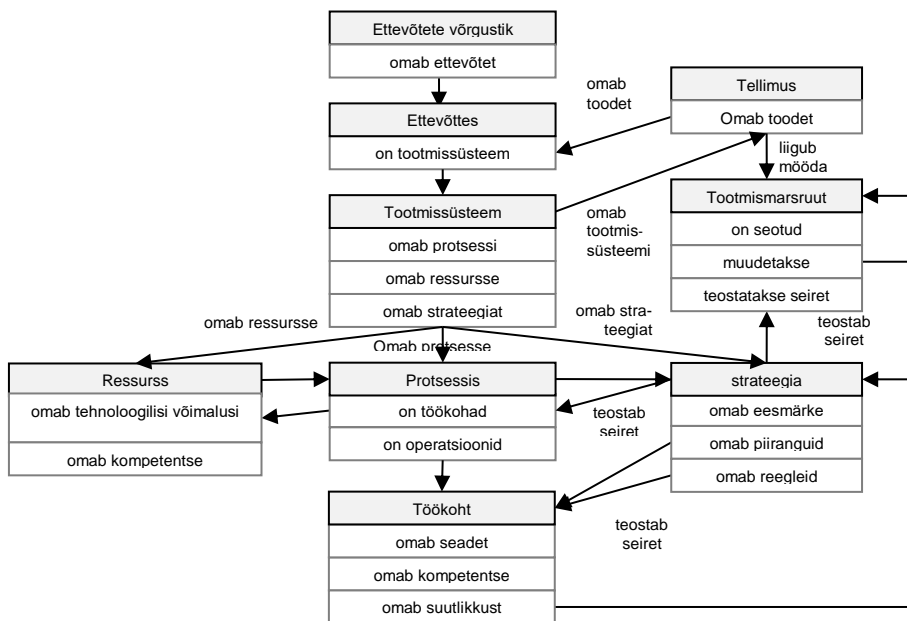 Ettevõtete võrgustik
omab ettevõtet
omab
toodet
Tellimus
Omab toodet
Ettevõttes
on tootmissüsteem
liigub
mööda
Tootmissüsteem
omab protsessi
omab ressursse
omab strateegiat
omab
tootmis-
süsteemi
Tootmismarsruut
on seotud
muudetakse
teostatakse seiret
omab ressursse
Omab protsesse
omab stra-
teegiat
teostab
seiret
Ressurss
omab tehnoloogilisi võimalusi
omab kompetentse
Protsessis
on töökohad
on operatsioonid
teostab
seiret
strateegia
omab eesmärke
omab piiranguid
omab reegleid
Töökoht
omab seadet
omab kompetentse
omab suutlikkust
teostab
seiret